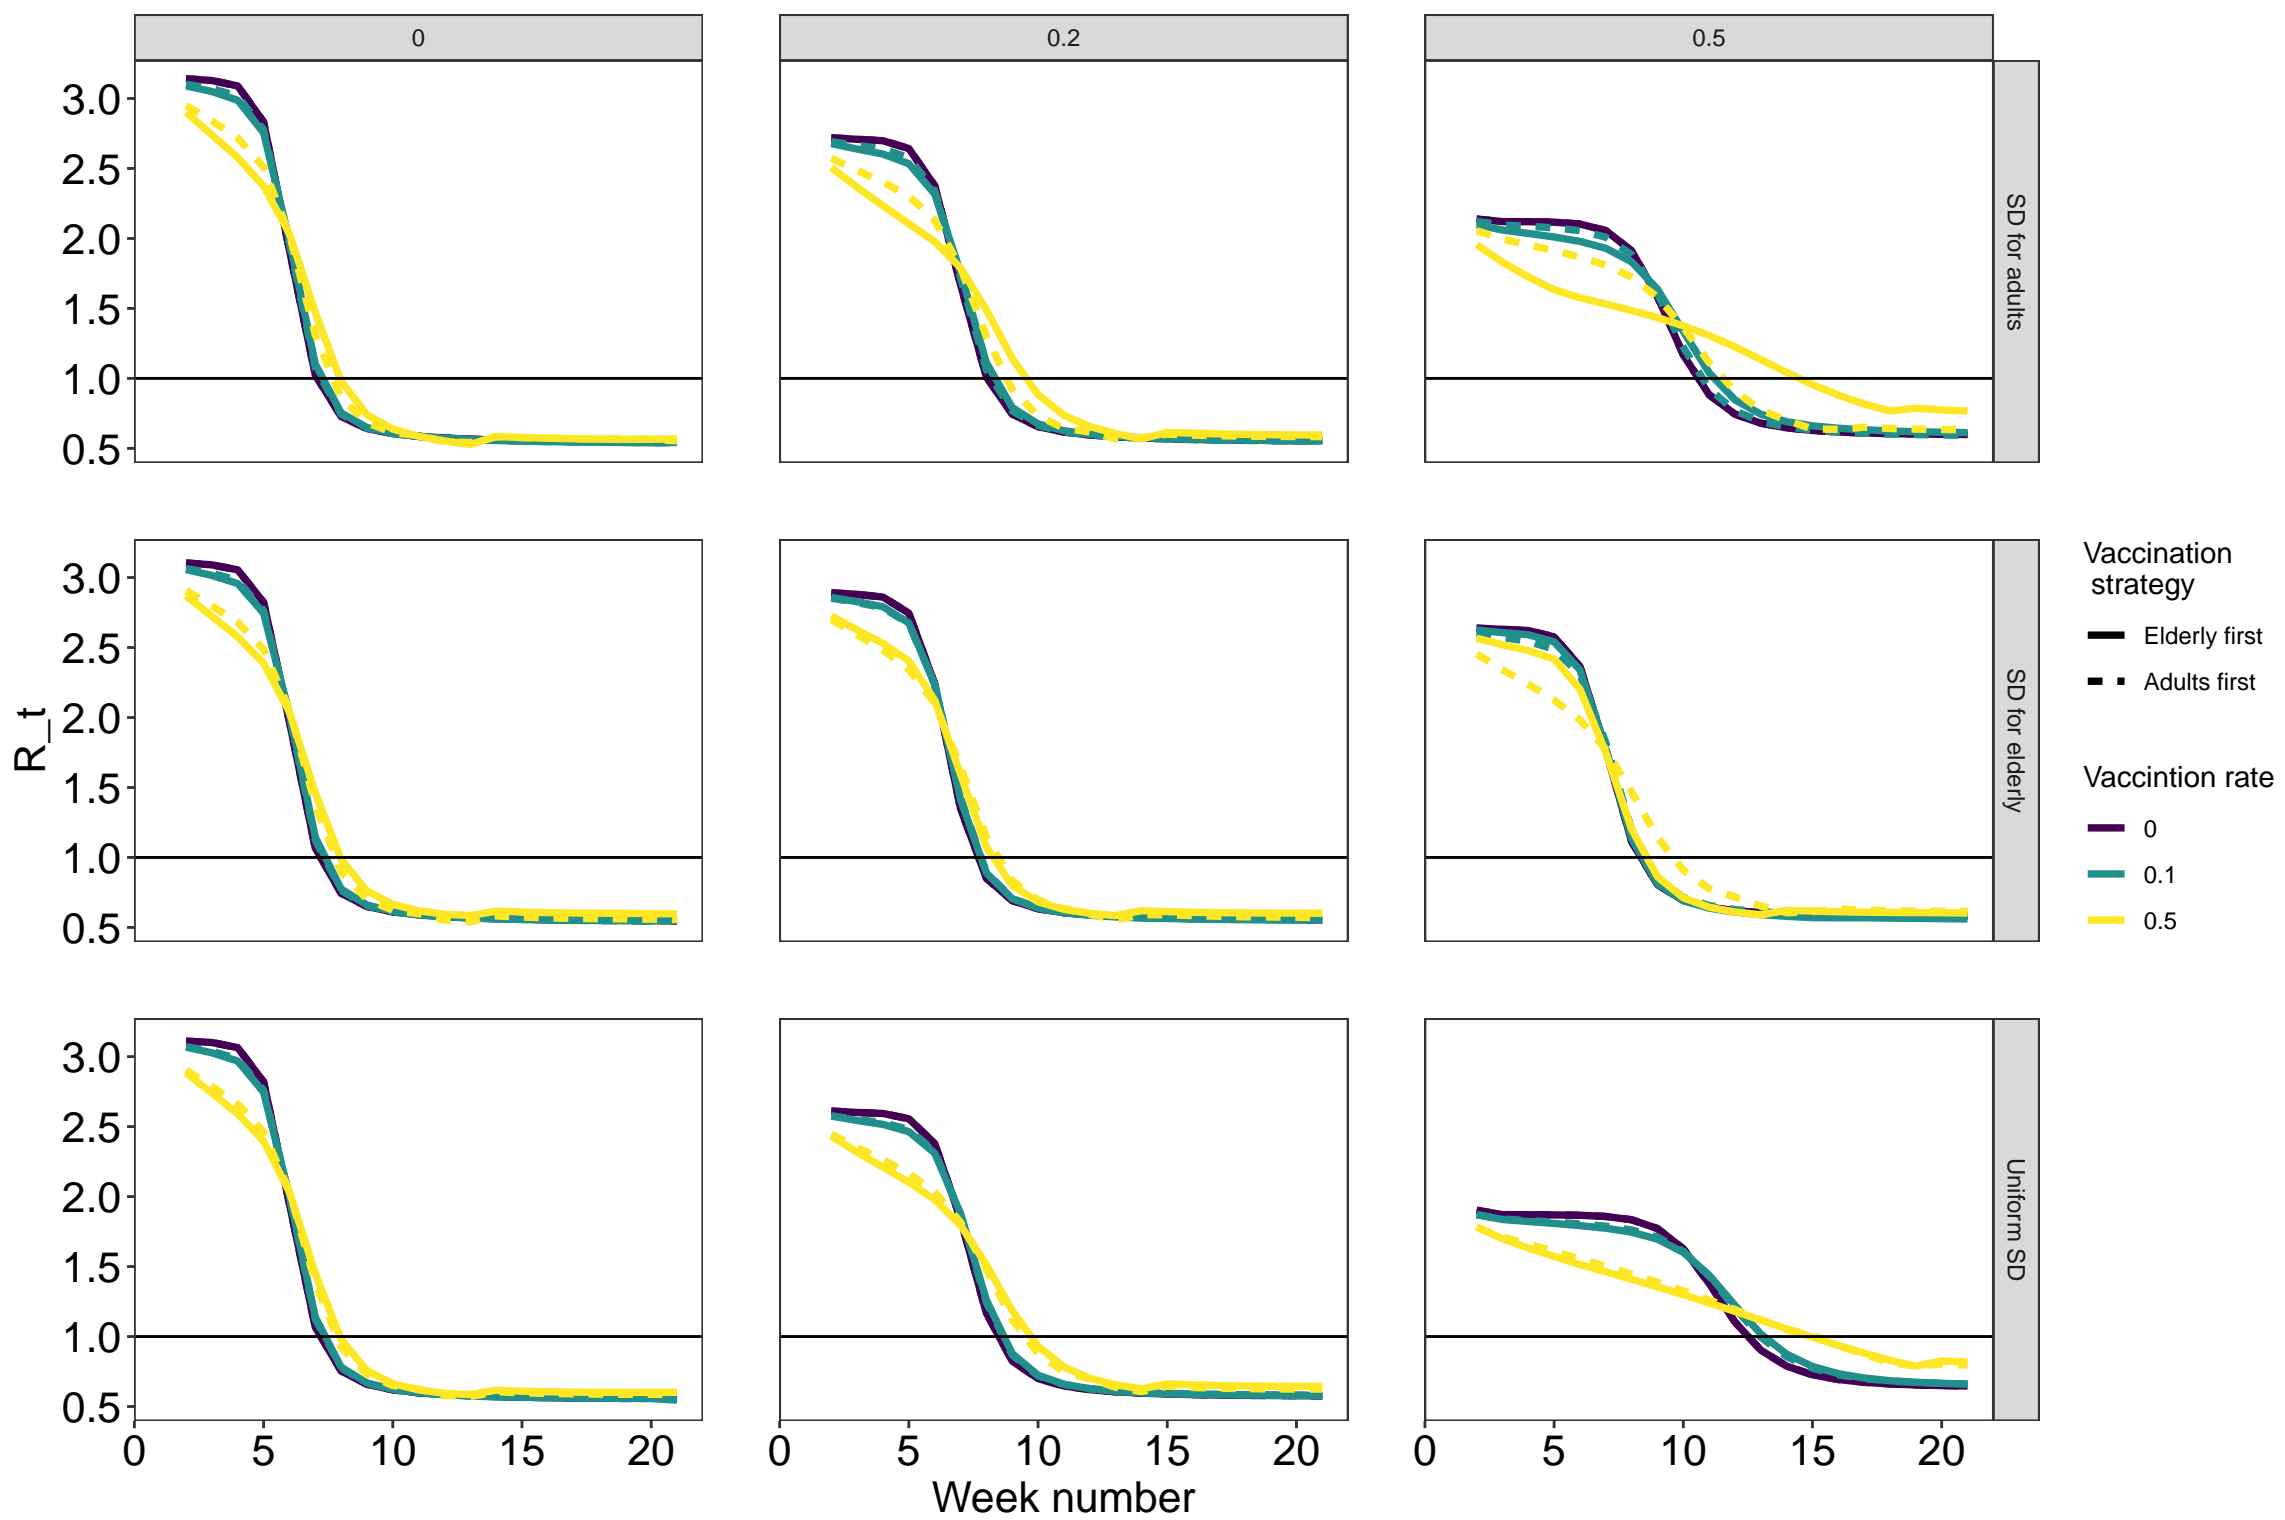 0
0.2
0.5
3.0
2.5
2.0
1.5
1.0
0.5
SD for adults
3.0
2.5
2.0
1.5
1.0
0.5
SD for elderly
3.0
2.5
2.0
1.5
1.0
0.5
Uniform SD
R_t
0 5 10 15 20
0 5 10 15 20
0 5 10 15 20
Week number
Vaccination
strategy
Elderly first
Adults first
Vaccintion rate
0
0.1
0.5